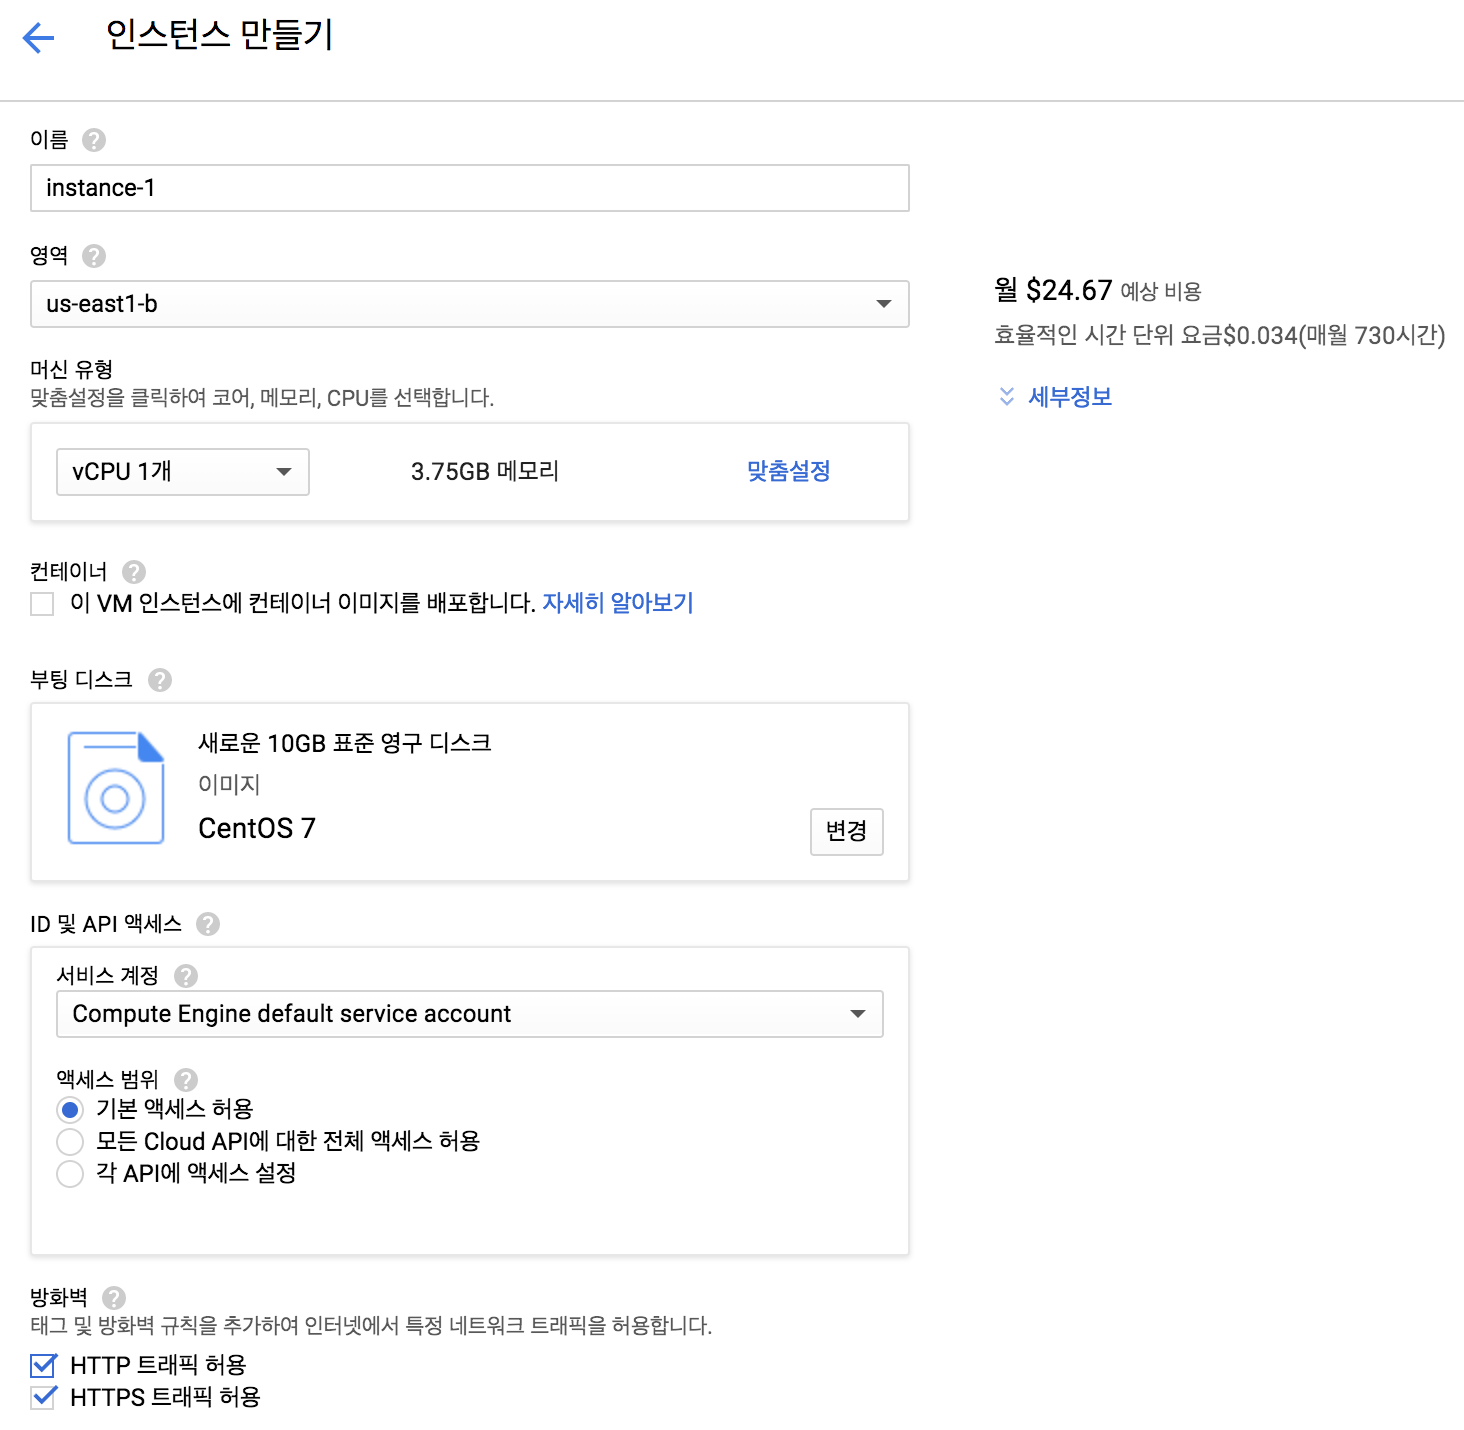 인스턴스 만들기
이름
instance-1
영역
us-east1-b
월 $24.67 예상 비용
효율적인 시간 단위 요금$0.034(매월 730시간)
세부정보
머신 유형
맞춤설정을 클릭하여 코어, 메모리, CPU를 선택합니다.
vCPU 1개 3.75GB 메모리 맞춤설정
컨테이너
이 VM 인스턴스에 컨테이너 이미지를 배포합니다. 자세히 알아보기
부팅 디스크
새로운 10GB 표준 영구 디스크
이미지
CentOS 7
변경
ID 및 API 액세스
서비스 계정
Compute Engine default service account
액세스 범위
기본 액세스 허용
모든 Cloud API에 대한 전체 액세스 허용
각 API에 액세스 설정
방화벽
태그 및 방화벽 규칙을 추가하여 인터넷에서 특정 네트워크 트래픽을 허용합니다.
HTTP 트래픽 허용
HTTPS 트래픽 허용